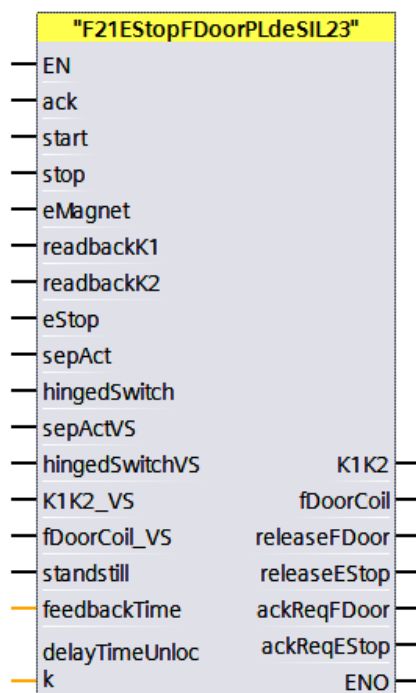 "F21EStopFDoorPLdeSIL23"
EN
ack
start
stop
eMagnet
readbackK1
readbackK2
eStop
sepAct
hingedSwitch
sepActVS
hingedSwitchVS K1K2
K1K2_VS fDoorCoil
fDoorCoil_VS releaseFDoor
standstill releaseEStop
feedbackTime ackReqFDoor
delayTimeUnloc ackReqEStop
k ENO